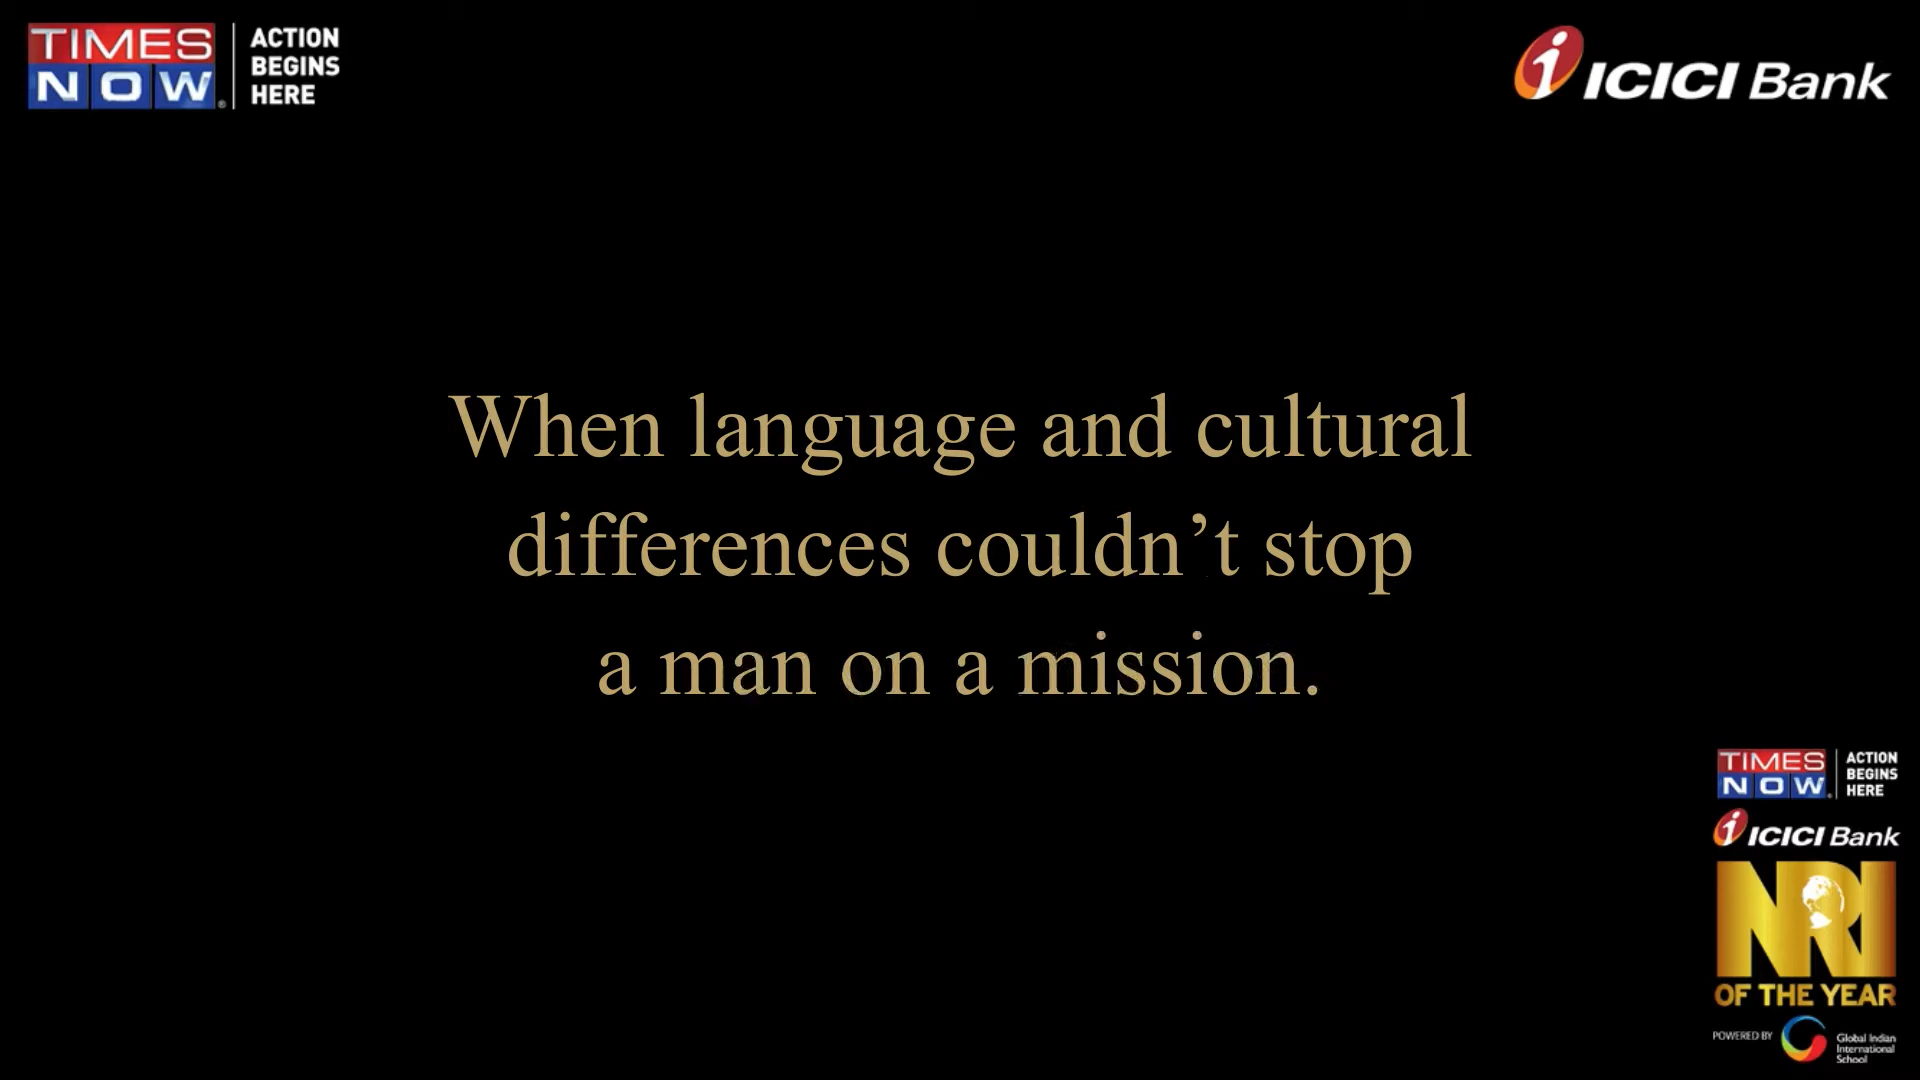 TIMES NOW
ACTION
BEGINS
HERE
i ICICI Bank
When language and cultural
differences couldn’t stop
a man on a mission.
TIMES NOW
ACTION
BEGINS
HERE
i ICICI Bank
NRI
OF THE YEAR
POWERED BY
Global Indian
International
School